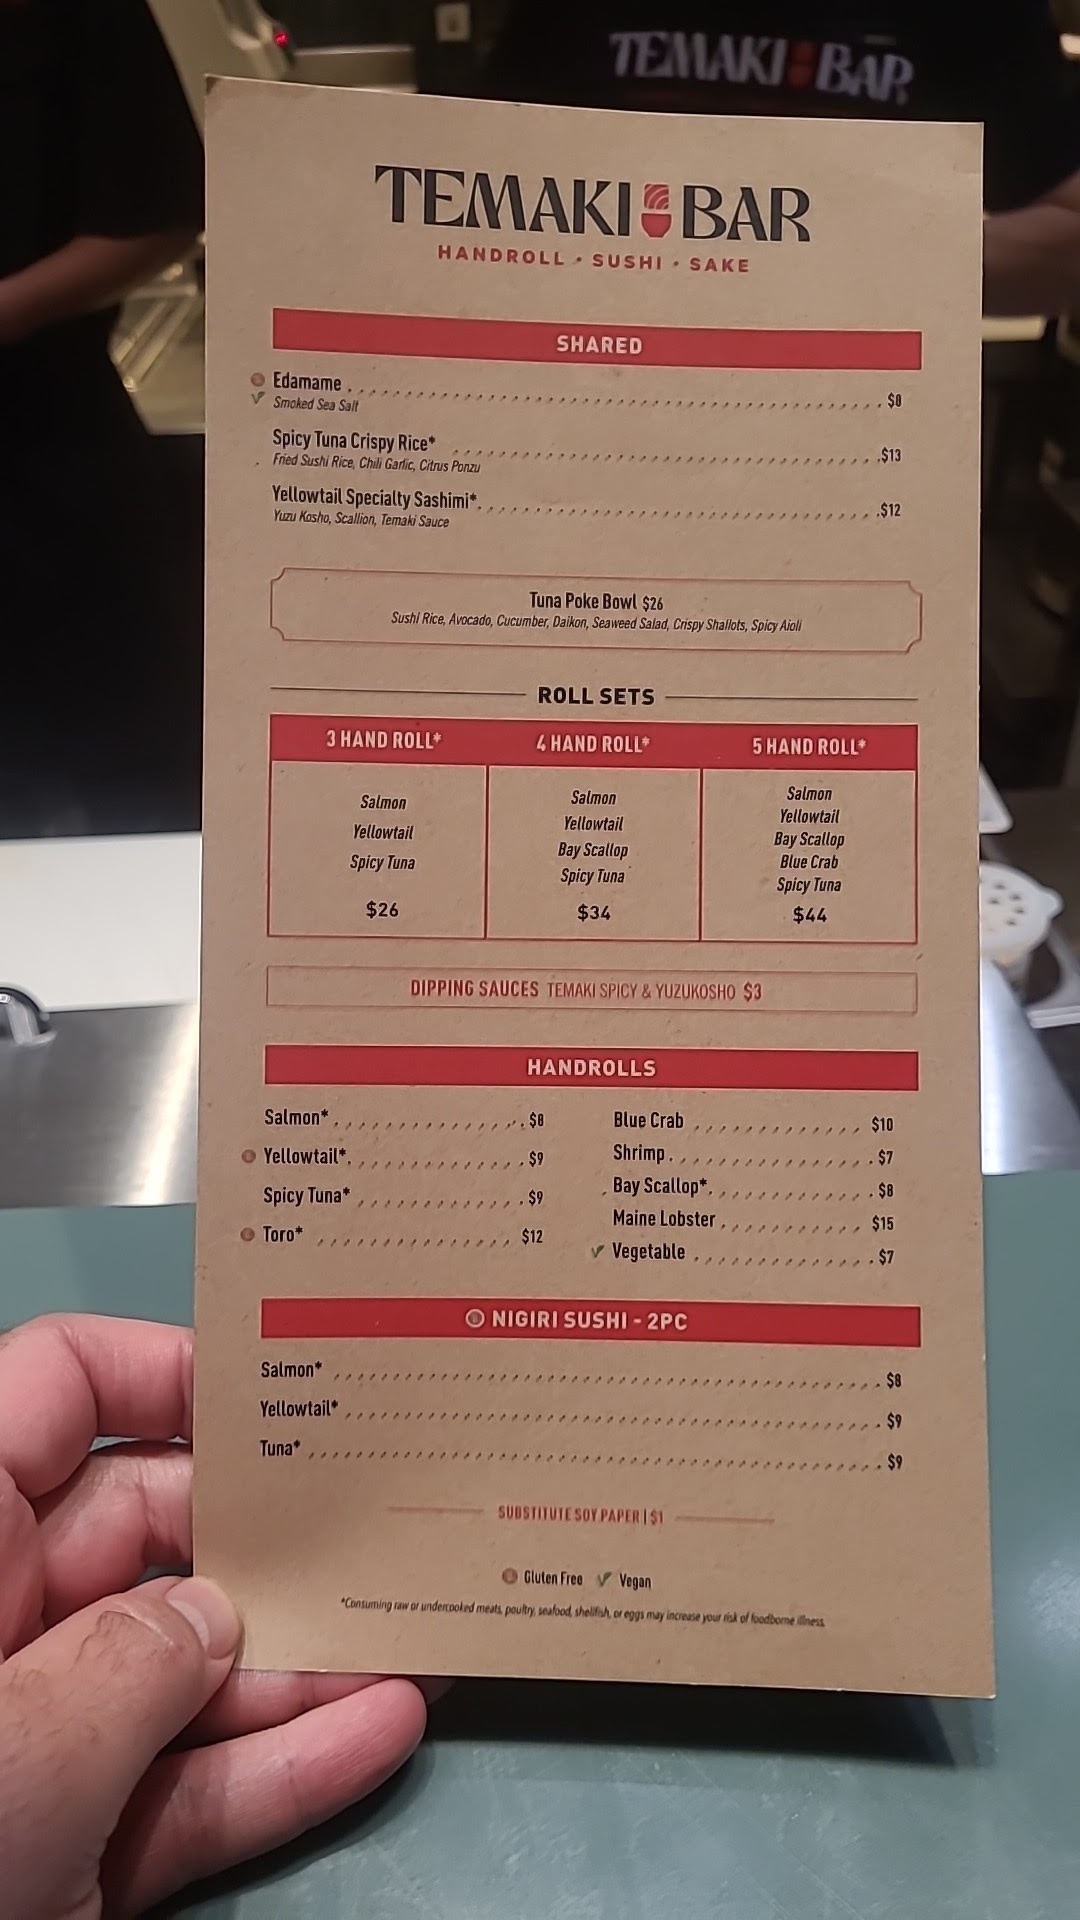 TEMAKI BAR
TEMAKI BAR
HANDROLL • SUSHI • SAKE
SHARED
Edamame $8
Smoked Sea Salt
Spicy Tuna Crispy Rice* $13
Fried Sushi Rice, Chili Garlic, Citrus Ponzu
Yellowtail Specialty Sashimi* $12
Yuzu Kosho, Scallion, Temaki Sauce
Tuna Poke Bowl $26
Sushi Rice, Avocado, Cucumber, Daikon, Seaweed Salad, Crispy Shallots, Spicy Aioli
ROLL SETS
3 HAND ROLL*
Salmon
Yellowtail
Spicy Tuna
$26
4 HAND ROLL*
Salmon
Yellowtail
Bay Scallop
Spicy Tuna
$34
5 HAND ROLL*
Salmon
Yellowtail
Bay Scallop
Blue Crab
Spicy Tuna
$44
DIPPING SAUCES TEMAKI SPICY & YUZUKOSHO $3
HANDROLLS
Salmon* $8
Yellowtail* $9
Spicy Tuna* $9
Toro* $12
Blue Crab $10
Shrimp $7
Bay Scallop* $8
Maine Lobster $15
Vegetable $7
NIGIRI SUSHI - 2PC
Salmon* $8
Yellowtail* $9
Tuna* $9
SUBSTITUTE SOY PAPER | $1
Gluten Free Vegan
*Consuming raw or undercooked meats, poultry, seafood, shellfish, or eggs may increase your risk of foodborne illness.